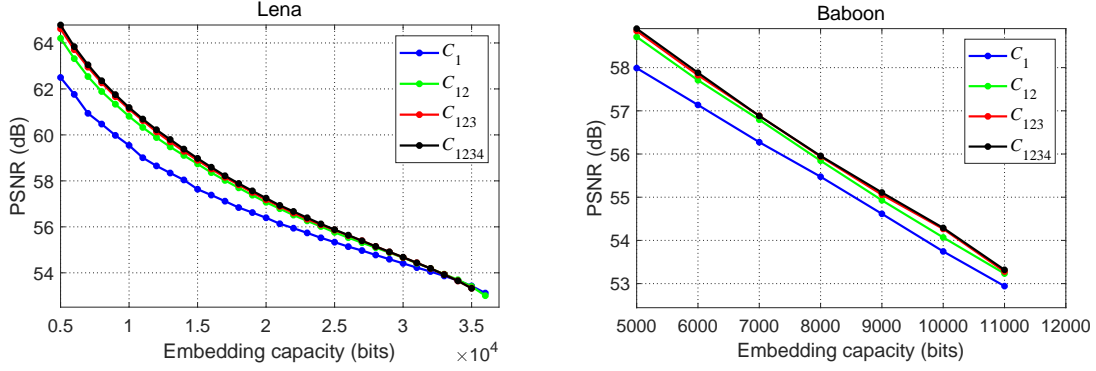 Lena
64
62
60
58
56
54
PSNR (dB)
C1
C12
C123
C1234
0.5 1 1.5 2 2.5 3 3.5
Embedding capacity (bits) ×10^4
Baboon
58
57
56
55
54
53
PSNR (dB)
C1
C12
C123
C1234
5000 6000 7000 8000 9000 10000 11000 12000
Embedding capacity (bits)